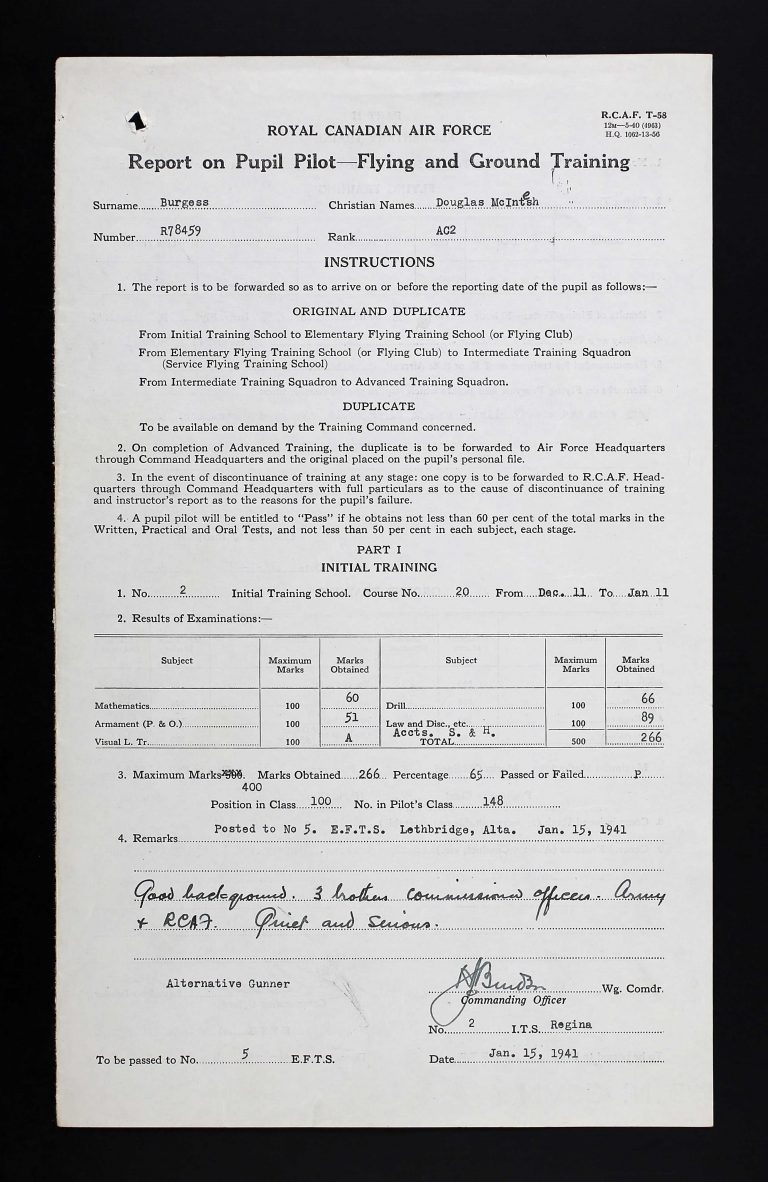 1
R.C.A.F. T-58
12M—5-40 (4963)
H.Q. 1062-13-56
ROYAL CANADIAN AIR FORCE
Report on Pupil Pilot—Flying and Ground Training
Surname Burgess Christian Names Douglas McIntosh
Number R78459 Rank AC2
INSTRUCTIONS
1. The report is to be forwarded so as to arrive on or before the reporting date of the pupil as follows:—
ORIGINAL AND DUPLICATE
From Initial Training School to Elementary Flying Training School (or Flying Club)
From Elementary Flying Training School (or Flying Club) to Intermediate Training Squadron
(Service Flying Training School)
From Intermediate Training Squadron to Advanced Training Squadron.
DUPLICATE
To be available on demand by the Training Command concerned.
2. On completion of Advanced Training, the duplicate is to be forwarded to Air Force Headquarters
through Command Headquarters and the original placed on the pupil's personal file.
3. In the event of discontinuance of training at any stage: one copy is to be forwarded to R.C.A.F. Head-
quarters through Command Headquarters with full particulars as to the cause of discontinuance of training
and instructor's report as to the reasons for the pupil's failure.
4. A pupil pilot will be entitled to "Pass" if he obtains not less than 60 per cent of the total marks in the
Written, Practical and Oral Tests, and not less than 50 per cent in each subject, each stage.
PART I
INITIAL TRAINING
1. No. 2 Initial Training School. Course No. 20 From Dec. 11 To Jan 11
2. Results of Examinations:—
Subject Maximum Marks Marks Obtained Subject Maximum Marks Marks Obtained
Mathematics 100 60 Drill 100 66
Armament (P. & O.) 100 51 Law and Disc., etc. 100 89
Accts. S. & H.
Visual L. Tr. 100 A TOTAL 500 266
3. Maximum Marks 500. Marks Obtained 266 Percentage 65 Passed or Failed P
400
Position in Class 100 No. in Pilot's Class 148
4. Remarks Posted to No 5. E.F.T.S. Lethbridge, Alta. Jan. 15, 1941
Good background. 3 brothers commissioned officers. Army
+ RCAF. Quiet and serious.
Alternative Gunner
Wg. Comdr.
Commanding Officer
No. 2 I.T.S. Regina
To be passed to No. 5 E.F.T.S. Date Jan. 15, 1941